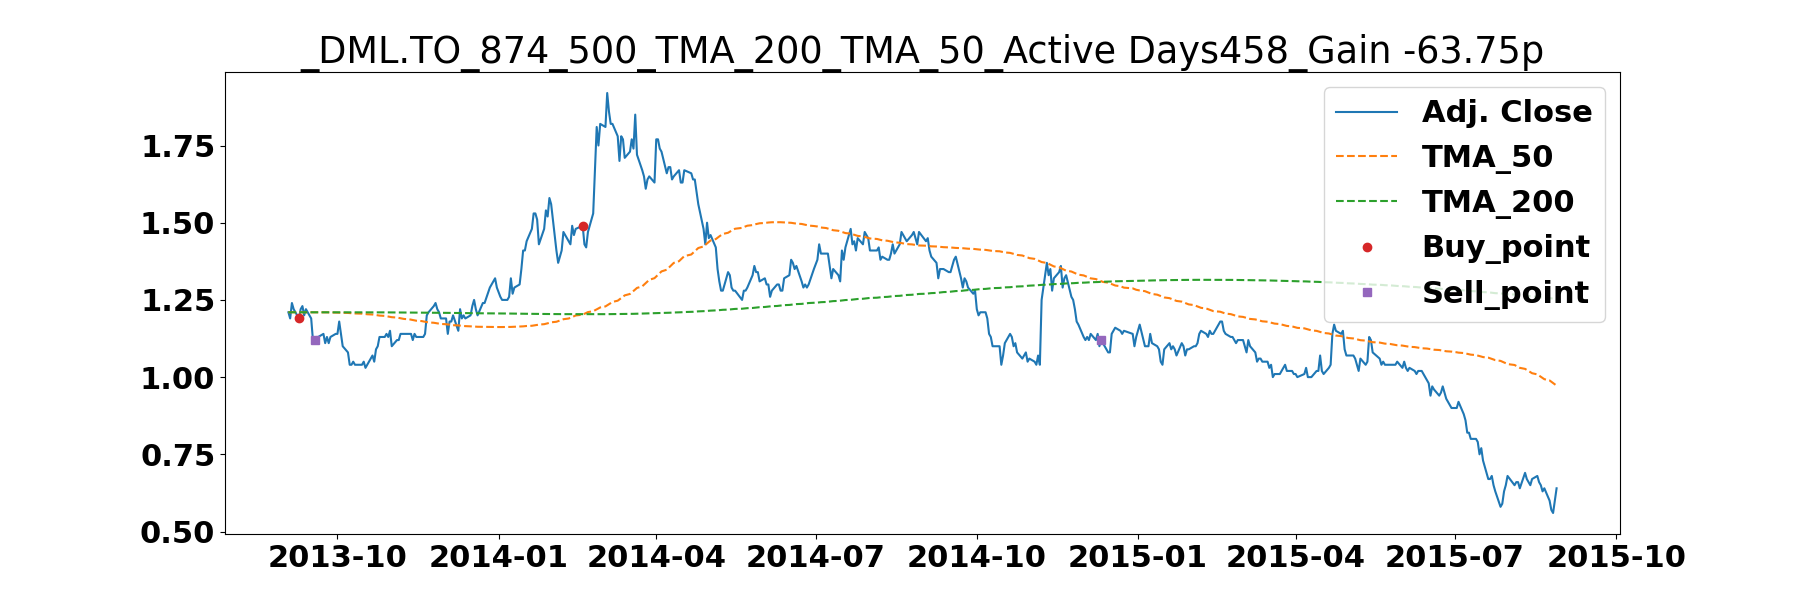 _DML.TO_874_500_TMA_200_TMA_50_Active Days458_Gain -63.75p
1.75
1.50
1.25
1.00
0.75
0.50
Adj. Close
TMA_50
TMA_200
Buy_point
Sell_point
2013-10 2014-01 2014-04 2014-07 2014-10 2015-01 2015-04 2015-07 2015-10